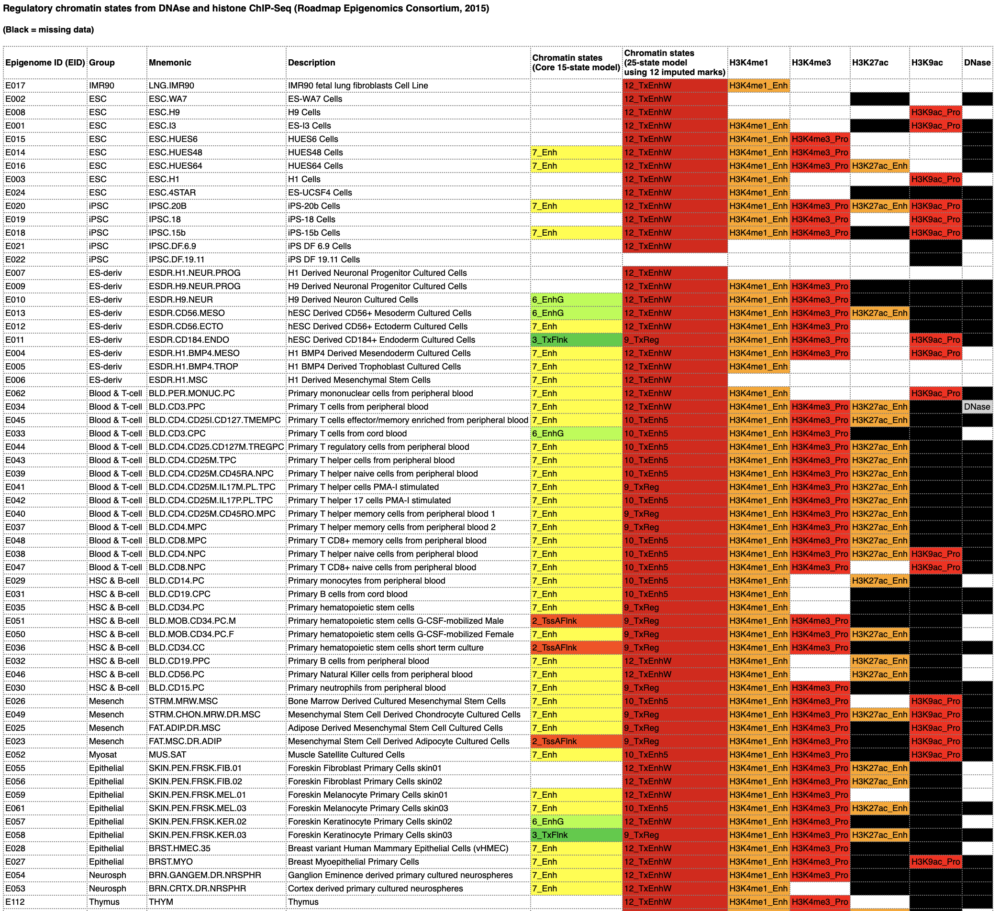 Regulatory chromatin states from DNAse and histone ChIP-Seq (Roadmap Epigenomics Consortium, 2015)
(Black = missing data)
Epigenome ID (EID) Group Mnemonic Description Chromatin states (Core 15-state model) Chromatin states (25-state model using 12 imputed marks) H3K4me1 H3K4me3 H3K27ac H3K9ac DNase
E017 IMR90 LNG.IMR90 IMR90 fetal lung fibroblasts Cell Line 12_TxEnhW H3K4me1_Enh
E002 ESC ESC.WA7 ES-WA7 Cells 12_TxEnhW
E008 ESC ESC.H9 H9 Cells 12_TxEnhW H3K9ac_Pro
E001 ESC ESC.I3 ES-I3 Cells 12_TxEnhW H3K4me1_Enh H3K9ac_Pro
E015 ESC ESC.HUES6 HUES6 Cells 12_TxEnhW H3K4me1_Enh H3K4me3_Pro
E014 ESC ESC.HUES48 HUES48 Cells 7_Enh 12_TxEnhW H3K4me1_Enh H3K4me3_Pro
E016 ESC ESC.HUES64 HUES64 Cells 7_Enh 12_TxEnhW H3K4me1_Enh H3K4me3_Pro H3K27ac_Enh
E003 ESC ESC.H1 H1 Cells 12_TxEnhW H3K4me1_Enh H3K9ac_Pro
E024 ESC ESC.4STAR ES-UCSF4 Cells 12_TxEnhW H3K4me1_Enh
E020 iPSC IPSC.20B iPS-20b Cells 7_Enh 12_TxEnhW H3K4me1_Enh H3K4me3_Pro H3K27ac_Enh H3K9ac_Pro
E019 iPSC IPSC.18 iPS-18 Cells 12_TxEnhW H3K4me1_Enh H3K4me3_Pro H3K9ac_Pro
E018 iPSC IPSC.15b iPS-15b Cells 7_Enh 12_TxEnhW H3K4me1_Enh H3K4me3_Pro H3K9ac_Pro
E021 iPSC IPSC.DF.6.9 iPS DF 6.9 Cells 12_TxEnhW
E022 iPSC IPSC.DF.19.11 iPS DF 19.11 Cells
E007 ES-deriv ESDR.H1.NEUR.PROG H1 Derived Neuronal Progenitor Cultured Cells 12_TxEnhW
E009 ES-deriv ESDR.H9.NEUR.PROG H9 Derived Neuronal Progenitor Cultured Cells 12_TxEnhW H3K4me1_Enh H3K4me3_Pro
E010 ES-deriv ESDR.H9.NEUR H9 Derived Neuron Cultured Cells 6_EnhG 12_TxEnhW H3K4me1_Enh H3K4me3_Pro
E013 ES-deriv ESDR.CD56.MESO hESC Derived CD56+ Mesoderm Cultured Cells 6_EnhG 12_TxEnhW H3K4me1_Enh H3K4me3_Pro H3K27ac_Enh
E012 ES-deriv ESDR.CD56.ECTO hESC Derived CD56+ Ectoderm Cultured Cells 7_Enh 12_TxEnhW H3K4me1_Enh H3K4me3_Pro
E011 ES-deriv ESDR.CD184.ENDO hESC Derived CD184+ Endoderm Cultured Cells 3_TxFlnk 9_TxReg H3K4me1_Enh H3K4me3_Pro H3K9ac_Pro
E004 ES-deriv ESDR.H1.BMP4.MESO H1 BMP4 Derived Mesendoderm Cultured Cells 7_Enh 12_TxEnhW H3K4me1_Enh H3K4me3_Pro H3K9ac_Pro
E005 ES-deriv ESDR.H1.BMP4.TROP H1 BMP4 Derived Trophoblast Cultured Cells 7_Enh 12_TxEnhW H3K4me1_Enh
E006 ES-deriv ESDR.H1.MSC H1 Derived Mesenchymal Stem Cells 7_Enh 12_TxEnhW
E062 Blood & T-cell BLD.PER.MONUC.PC Primary mononuclear cells from peripheral blood 7_Enh 12_TxEnhW H3K4me1_Enh H3K9ac_Pro
E034 Blood & T-cell BLD.CD3.PPC Primary T cells from peripheral blood 7_Enh 12_TxEnhW H3K4me1_Enh H3K4me3_Pro H3K27ac_Enh DNase
E045 Blood & T-cell BLD.CD4.CD25I.CD127.TMEMPC Primary T cells effector/memory enriched from peripheral blood 7_Enh 10_TxEnh5 H3K4me1_Enh H3K4me3_Pro H3K27ac_Enh
E033 Blood & T-cell BLD.CD3.CPC Primary T cells from cord blood 6_EnhG 10_TxEnh5 H3K4me1_Enh H3K4me3_Pro
E044 Blood & T-cell BLD.CD4.CD25.CD127M.TREGPC Primary T regulatory cells from peripheral blood 7_Enh 10_TxEnh5 H3K4me1_Enh H3K4me3_Pro H3K27ac_Enh
E043 Blood & T-cell BLD.CD4.CD25M.TPC Primary T helper cells from peripheral blood 7_Enh 10_TxEnh5 H3K4me1_Enh H3K4me3_Pro H3K27ac_Enh
E039 Blood & T-cell BLD.CD4.CD25M.CD45RA.NPC Primary T helper naive cells from peripheral blood 7_Enh 10_TxEnh5 H3K4me1_Enh H3K4me3_Pro H3K27ac_Enh
E041 Blood & T-cell BLD.CD4.CD25M.IL17M.PL.TPC Primary T helper cells PMA-I stimulated 7_Enh 9_TxReg H3K4me1_Enh H3K4me3_Pro H3K27ac_Enh
E042 Blood & T-cell BLD.CD4.CD25M.IL17P.PL.TPC Primary T helper 17 cells PMA-I stimulated 7_Enh 10_TxEnh5 H3K4me1_Enh H3K4me3_Pro H3K27ac_Enh
E040 Blood & T-cell BLD.CD4.CD25M.CD45RO.MPC Primary T helper memory cells from peripheral blood 1 7_Enh 9_TxReg H3K4me1_Enh H3K4me3_Pro H3K27ac_Enh
E037 Blood & T-cell BLD.CD4.MPC Primary T helper memory cells from peripheral blood 2 7_Enh 9_TxReg H3K4me1_Enh H3K4me3_Pro H3K27ac_Enh
E048 Blood & T-cell BLD.CD8.MPC Primary T CD8+ memory cells from peripheral blood 7_Enh 10_TxEnh5 H3K4me1_Enh H3K4me3_Pro H3K27ac_Enh
E038 Blood & T-cell BLD.CD4.NPC Primary T helper naive cells from peripheral blood 7_Enh 10_TxEnh5 H3K4me1_Enh H3K4me3_Pro H3K27ac_Enh H3K9ac_Pro
E047 Blood & T-cell BLD.CD8.NPC Primary T CD8+ naive cells from peripheral blood 7_Enh 10_TxEnh5 H3K4me1_Enh H3K4me3_Pro H3K9ac_Pro
E029 HSC & B-cell BLD.CD14.PC Primary monocytes from peripheral blood 7_Enh 10_TxEnh5 H3K4me1_Enh H3K27ac_Enh
E031 HSC & B-cell BLD.CD19.CPC Primary B cells from cord blood 7_Enh 10_TxEnh5 H3K4me1_Enh
E035 HSC & B-cell BLD.CD34.PC Primary hematopoietic stem cells 7_Enh 9_TxReg H3K4me1_Enh
E051 HSC & B-cell BLD.MOB.CD34.PC.M Primary hematopoietic stem cells G-CSF-mobilized Male 2_TssAFlnk 9_TxReg H3K4me1_Enh H3K4me3_Pro
E050 HSC & B-cell BLD.MOB.CD34.PC.F Primary hematopoietic stem cells G-CSF-mobilized Female 7_Enh 9_TxReg H3K4me1_Enh H3K4me3_Pro H3K27ac_Enh
E036 HSC & B-cell BLD.CD34.CC Primary hematopoietic stem cells short term culture 2_TssAFlnk 9_TxReg H3K4me1_Enh H3K4me3_Pro
E032 HSC & B-cell BLD.CD19.PPC Primary B cells from peripheral blood 7_Enh 12_TxEnhW H3K4me1_Enh H3K27ac_Enh
E046 HSC & B-cell BLD.CD56.PC Primary Natural Killer cells from peripheral blood 7_Enh 12_TxEnhW H3K4me1_Enh H3K27ac_Enh
E030 HSC & B-cell BLD.CD15.PC Primary neutrophils from peripheral blood 7_Enh 9_TxReg H3K4me1_Enh H3K4me3_Pro
E026 Mesench STRM.MRW.MSC Bone Marrow Derived Cultured Mesenchymal Stem Cells 7_Enh 10_TxEnh5 H3K4me1_Enh H3K4me3_Pro H3K9ac_Pro
E049 Mesench STRM.CHON.MRW.DR.MSC Mesenchymal Stem Cell Derived Chondrocyte Cultured Cells 7_Enh 9_TxReg H3K4me1_Enh H3K4me3_Pro H3K27ac_Enh H3K9ac_Pro
E025 Mesench FAT.ADIP.DR.MSC Adipose Derived Mesenchymal Stem Cell Cultured Cells 7_Enh 9_TxReg H3K4me1_Enh H3K4me3_Pro H3K9ac_Pro
E023 Mesench FAT.MSC.DR.ADIP Mesenchymal Stem Cell Derived Adipocyte Cultured Cells 2_TssAFlnk 9_TxReg H3K4me1_Enh H3K4me3_Pro H3K9ac_Pro
E052 Myosat MUS.SAT Muscle Satellite Cultured Cells 7_Enh 10_TxEnh5 H3K4me1_Enh H3K4me3_Pro H3K9ac_Pro
E055 Epithelial SKIN.PEN.FRSK.FIB.01 Foreskin Fibroblast Primary Cells skin01 12_TxEnhW H3K4me1_Enh H3K4me3_Pro H3K27ac_Enh
E056 Epithelial SKIN.PEN.FRSK.FIB.02 Foreskin Fibroblast Primary Cells skin02 12_TxEnhW H3K4me1_Enh H3K4me3_Pro H3K27ac_Enh
E059 Epithelial SKIN.PEN.FRSK.MEL.01 Foreskin Melanocyte Primary Cells skin01 7_Enh 12_TxEnhW H3K4me1_Enh H3K4me3_Pro
E061 Epithelial SKIN.PEN.FRSK.MEL.03 Foreskin Melanocyte Primary Cells skin03 7_Enh 10_TxEnh5 H3K4me1_Enh H3K4me3_Pro H3K27ac_Enh
E057 Epithelial SKIN.PEN.FRSK.KER.02 Foreskin Keratinocyte Primary Cells skin02 6_EnhG 12_TxEnhW H3K4me1_Enh H3K4me3_Pro
E058 Epithelial SKIN.PEN.FRSK.KER.03 Foreskin Keratinocyte Primary Cells skin03 3_TxFlnk 9_TxReg H3K4me1_Enh H3K4me3_Pro H3K27ac_Enh
E028 Epithelial BRST.HMEC.35 Breast variant Human Mammary Epithelial Cells (vHMEC) 7_Enh 12_TxEnhW H3K4me1_Enh H3K4me3_Pro
E027 Epithelial BRST.MYO Breast Myoepithelial Primary Cells 7_Enh 12_TxEnhW H3K4me1_Enh H3K4me3_Pro H3K9ac_Pro
E054 Neurosph BRN.GANGEM.DR.NRSPHR Ganglion Eminence derived primary cultured neurospheres 7_Enh 12_TxEnhW H3K4me1_Enh H3K4me3_Pro
E053 Neurosph BRN.CRTX.DR.NRSPHR Cortex derived primary cultured neurospheres 7_Enh 12_TxEnhW H3K4me1_Enh
E112 Thymus THYM Thymus 12_TxEnhW H3K4me1_Enh H3K4me3_Pro